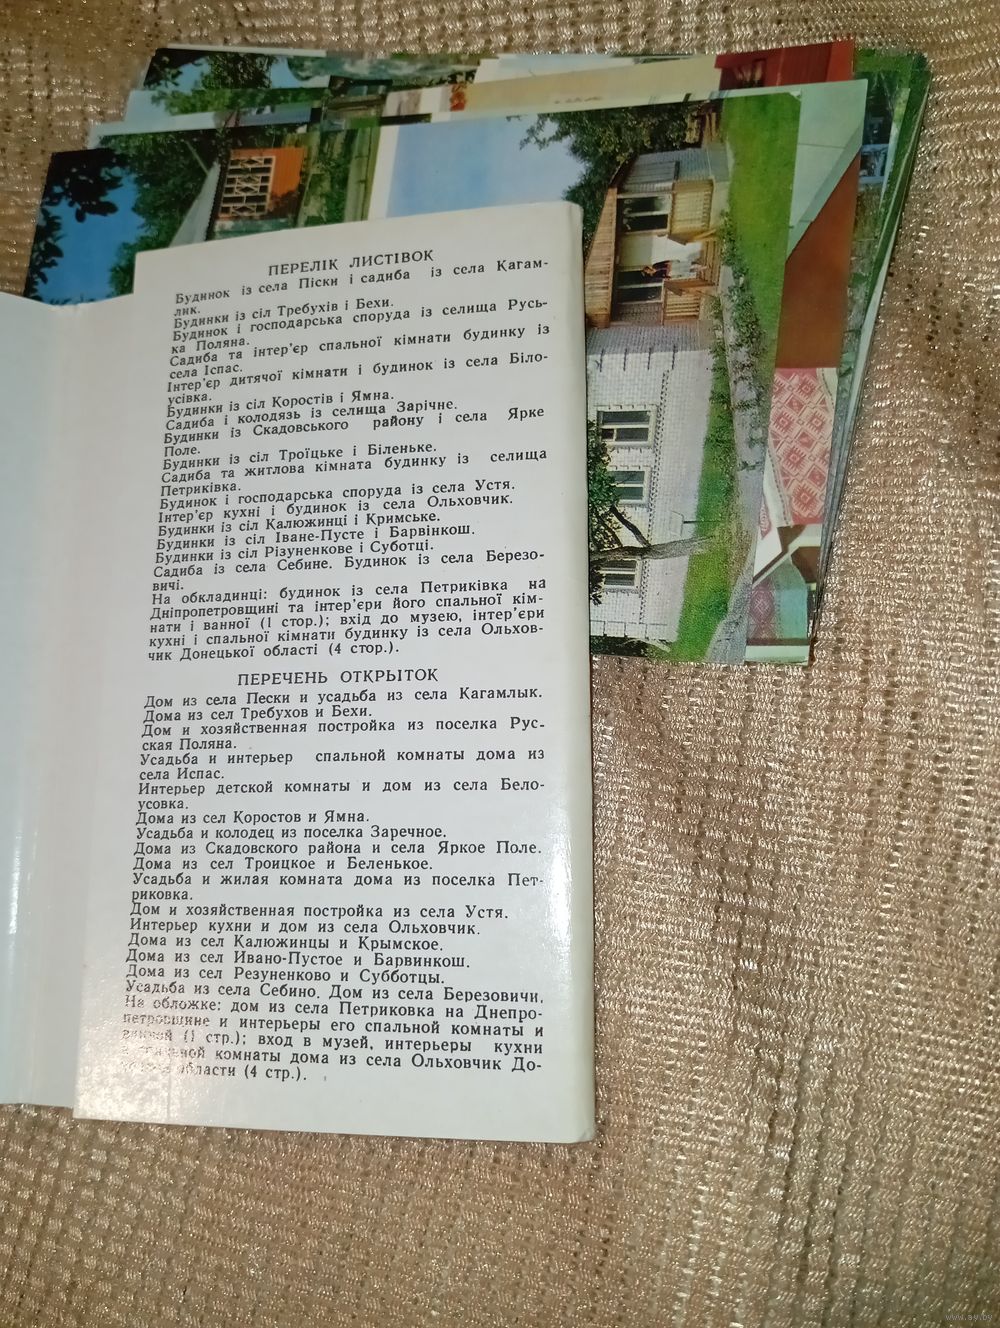 ПЕРЕЛІК ЛИСТІВОК
Будинок із села Піски і садиба із села Кагам-
лик.
Будинки із сіл Требухів і Бехи.
Будинок і господарська споруда із селища Русь-
ка Поляна.
Садиба та інтер'єр спальної кімнати будинку із
села Іспас.
Інтер'єр дитячої кімнати і будинок із села Біло-
усівка.
Будинки із сіл Коростів і Ямна.
Садиба і колодязь із селища Зарічне.
Будинки із Скадовського району і села Ярке
Поле.
Будинки із сіл Троїцьке і Біленьке.
Садиба та житлова кімната будинку із селища
Петриківка.
Будинок і господарська споруда із села Устя.
Інтер'єр кухні і будинок із села Ольховчик.
Будинки із сіл Калюжинці і Кримське.
Будинки із сіл Іване-Пусте і Барвінкош.
Будинки із сіл Різуненкове і Суботці.
Садиба із села Себине. Будинок із села Березо-
вичі.
На обкладинці: будинок із села Петриківка на
Дніпропетровщині та інтер'єри його спальної кім-
нати і ванної (1 стор.); вхід до музею, інтер'єри
кухні і спальної кімнати будинку із села Ольхов-
чик Донецької області (4 стор.).
ПЕРЕЧЕНЬ ОТКРЫТОК
Дом из села Пески и усадьба из села Кагамлык.
Дома из сел Требухов и Бехи.
Дом и хозяйственная постройка из поселка Рус-
ская Поляна.
Усадьба и интерьер спальной комнаты дома из
села Испас.
Интерьер детской комнаты и дом из села Бело-
усовка.
Дома из сел Коростов и Ямна.
Усадьба и колодец из поселка Заречное.
Дома из Скадовского района и села Яркое Поле.
Дома из сел Троицкое и Беленькое.
Усадьба и жилая комната дома из поселка Пет-
риковка.
Дом и хозяйственная постройка из села Устя.
Интерьер кухни и дом из села Ольховчик.
Дома из сел Калюжинцы и Крымское.
Дома из сел Ивано-Пустое и Барвинкош.
Дома из сел Резуненково и Субботцы.
Усадьба из села Себино. Дом из села Березовичи.
На обложке: дом из села Петриковка на Днепро-
петровщине и интерьеры его спальной комнаты и
ванной (1 стр.); вход в музей, интерьеры кухни
комнаты дома из села Ольховчик До-
области (4 стр.).
www.ay.by